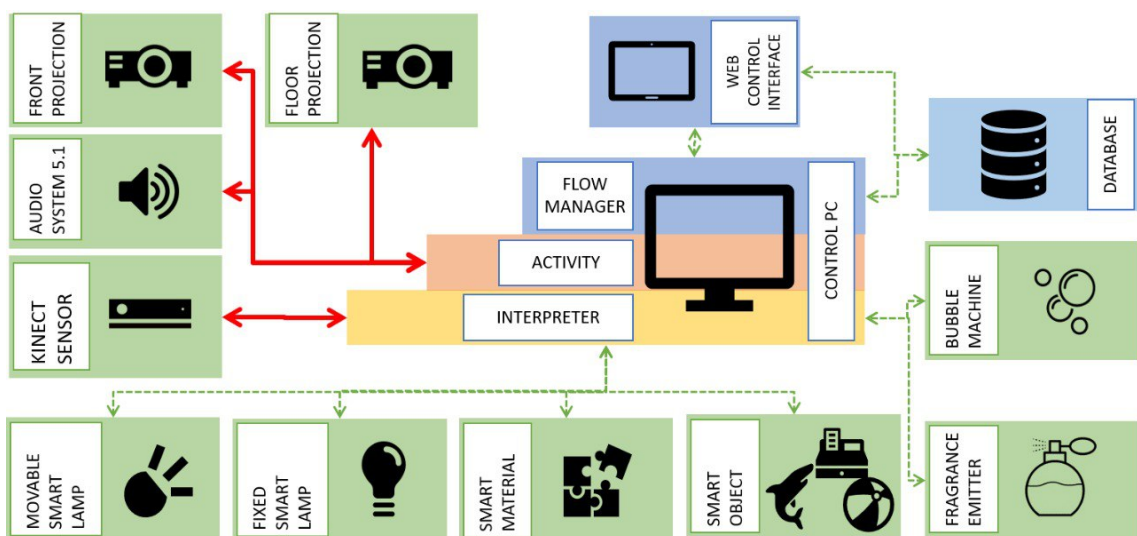 FRONT
PROJECTION
FLOOR
PROJECTION
WEB
CONTROL
INTERFACE
AUDIO
SYSTEM 5.1
FLOW
MANAGER
DATABASE
ACTIVITY
CONTROL PC
KINECT
SENSOR
INTERPRETER
BUBBLE
MACHINE
MOVABLE
SMART
LAMP
FIXED
SMART
LAMP
SMART
MATERIAL
SMART
OBJECT
FRAGRANCE
EMITTER